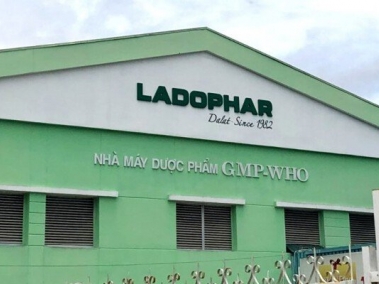 LADOPHAR
Dalat Since 1982
NHÀ MÁY DƯỢC PHẨM GMP-WHO